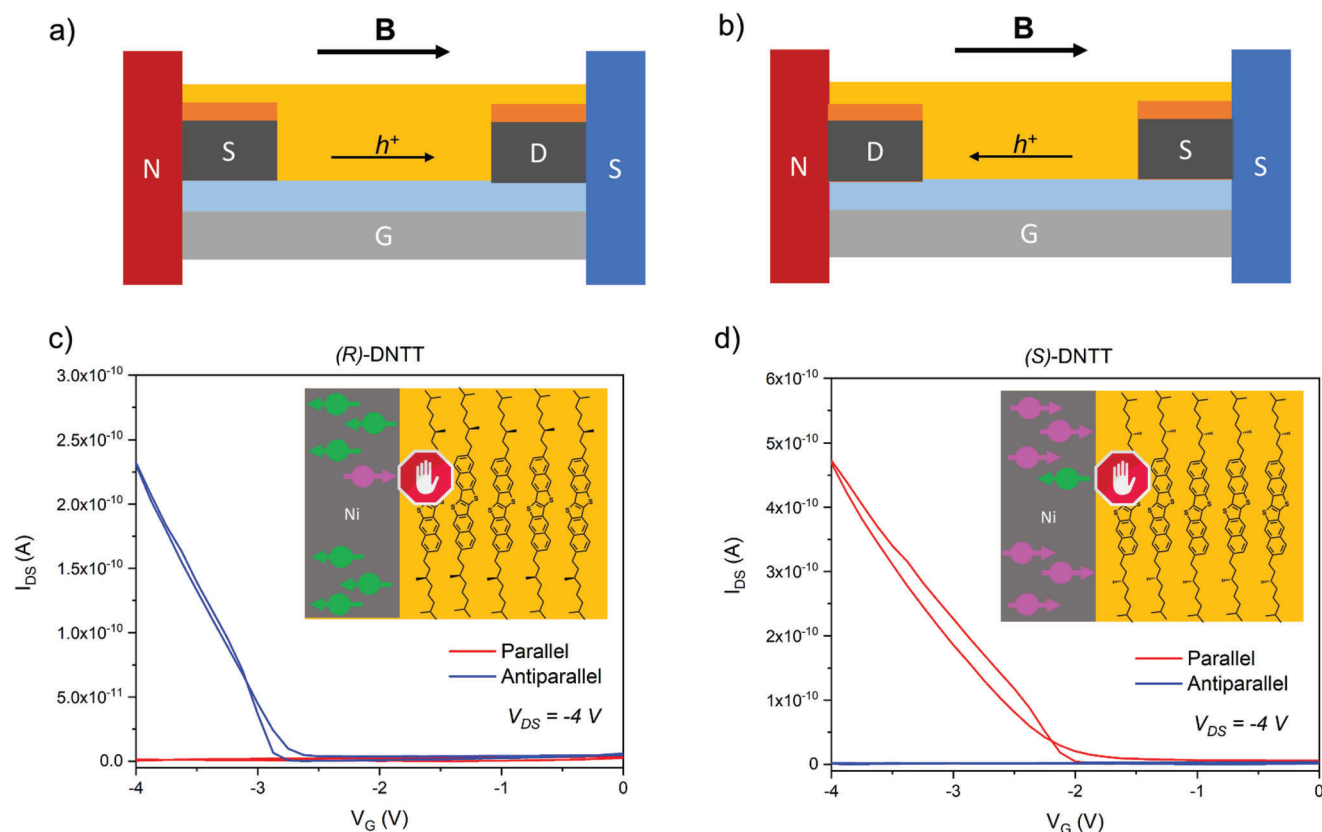 a)
B
N
S
h+
D
S
G
b)
B
N
D
h+
S
S
G
c)
(R)-DNTT
3.0x10-10
2.5x10-10
2.0x10-10
1.5x10-10
1.0x10-10
5.0x10-11
0.0
IDS (A)
Ni
S
S
S
S
S
S
S
S
Parallel
Antiparallel
VDS = -4 V
-4
-3
-2
-1
0
VG (V)
d)
(S)-DNTT
6x10-10
5x10-10
4x10-10
3x10-10
2x10-10
1x10-10
0
IDS (A)
Ni
S
S
S
S
S
S
S
S
Parallel
Antiparallel
VDS = -4 V
-4
-3
-2
-1
0
VG (V)